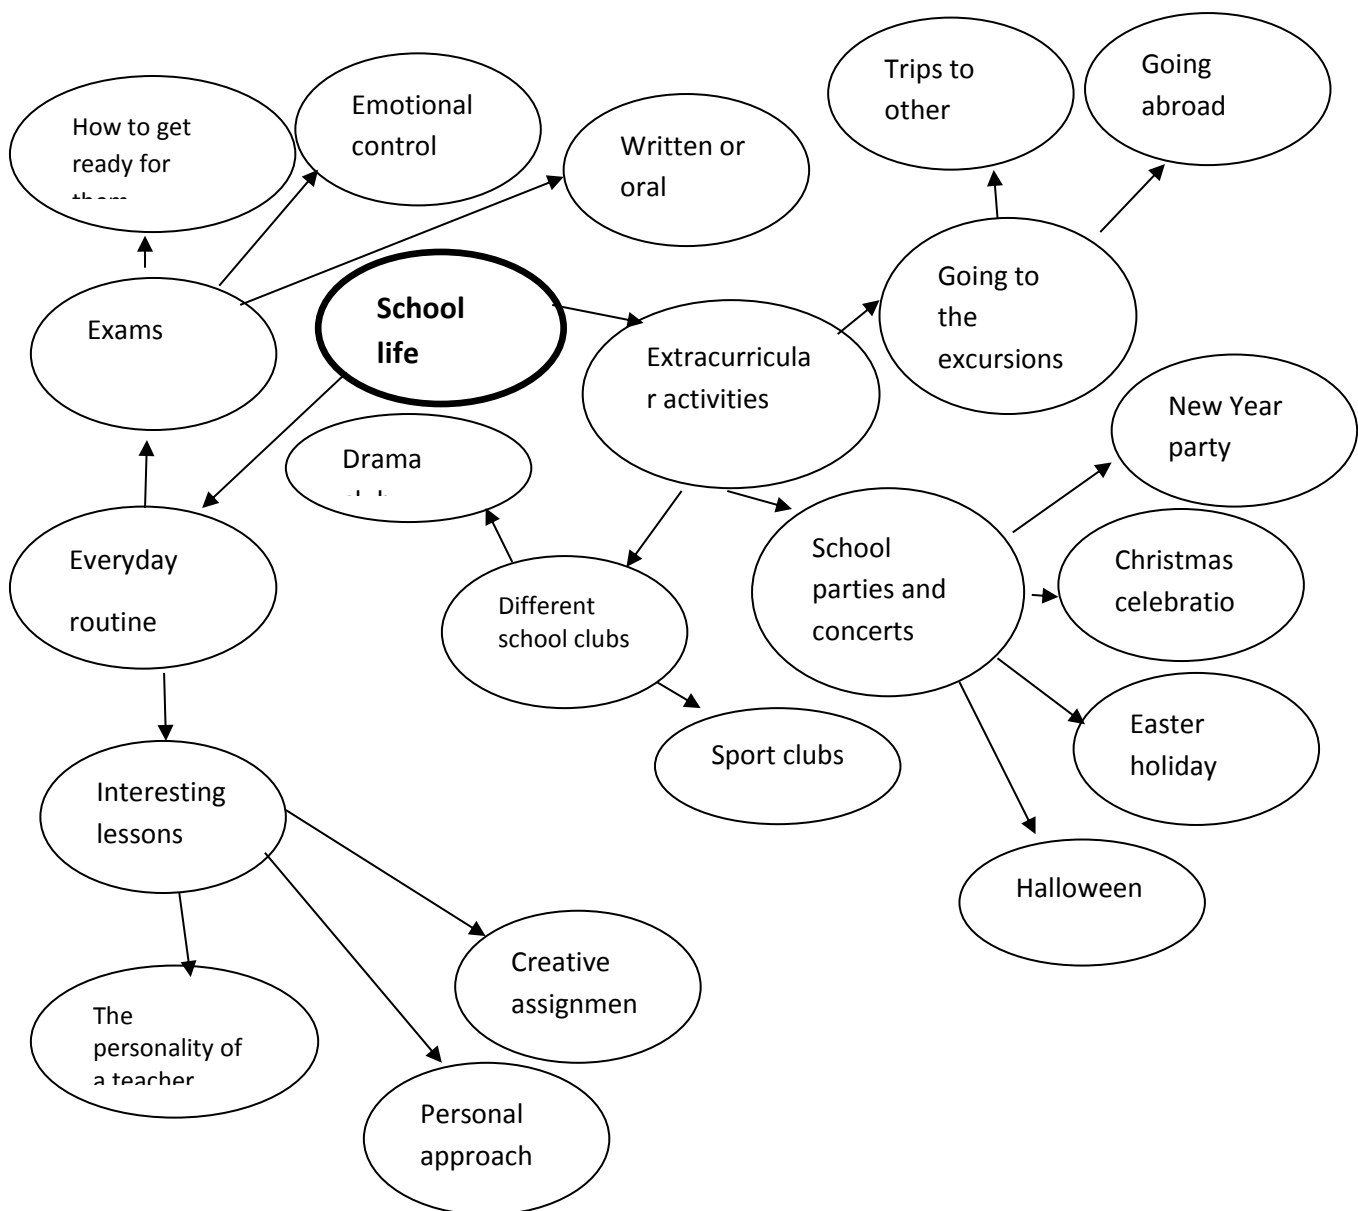 How to get
ready for
Emotional
control
Written or
oral
Trips to
other
Going
abroad
Exams
School
life
Extracurricula
r activities
Going to
the
excursions
New Year
party
Drama
Everyday
routine
Different
school clubs
School
parties and
concerts
Christmas
celebratio
Sport clubs
Easter
holiday
Interesting
lessons
Halloween
Creative
assignmen
The
personality of
a teacher
Personal
approach